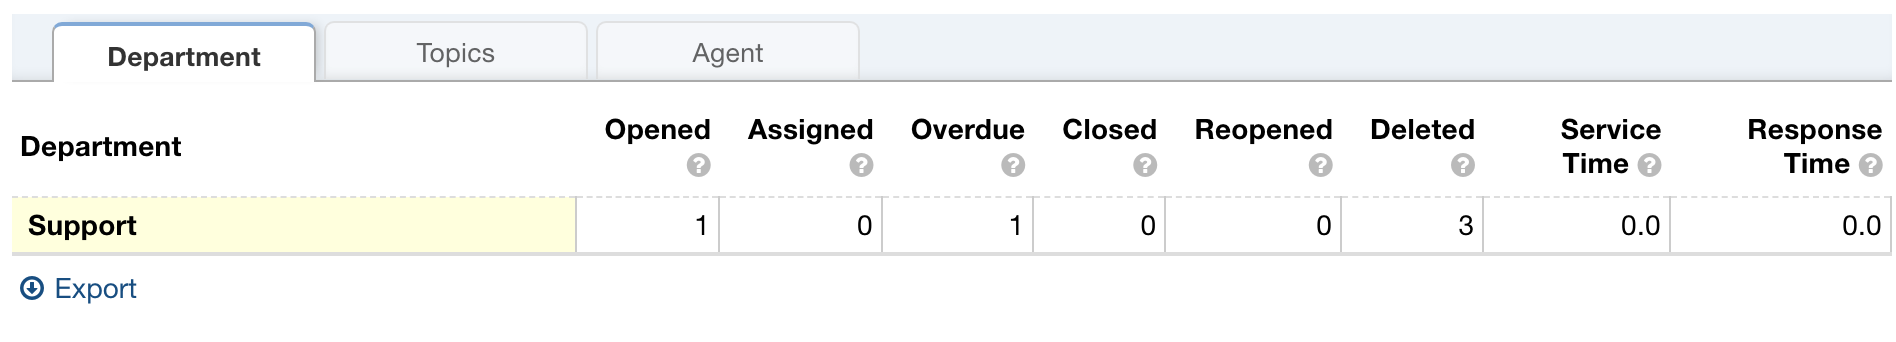 Department Topics Agent
Department Opened Assigned Overdue Closed Reopened Deleted Service Time Response Time
Support 1 0 1 0 0 3 0.0 0.0
Export